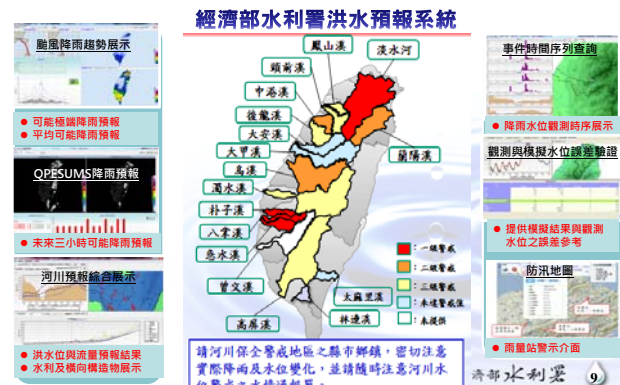 經濟部水利署洪水預報系統
颱風降雨趨勢展示
● 可能極端降雨預報
● 平均可能降雨預報
QPESUMS降雨預報
● 未來三小時可能降雨預報
河川預報綜合展示
● 洪水位與流量預報結果
● 水利及橫向構造物展示
鳳山溪
淡水河
頭前溪
中港溪
後龍溪
大安溪
大甲溪
蘭陽溪
烏溪
濁水溪
朴子溪
八掌溪
急水溪
曾文溪
高屏溪
太麻里溪
林邊溪
：一級警戒
：二級警戒
：三級警戒
：未達警戒值
：未提供
請河川保全警戒地區之縣市鄉鎮，密切注意
實際降雨及水位變化，並請隨時注意河川水
事件時間序列查詢
● 降雨水位觀測時序展示
觀測與模擬水位誤差驗證
● 提供模擬結果與觀測
水位之誤差參考
防汛地圖
● 雨量站警示介面
濟部水利署
9